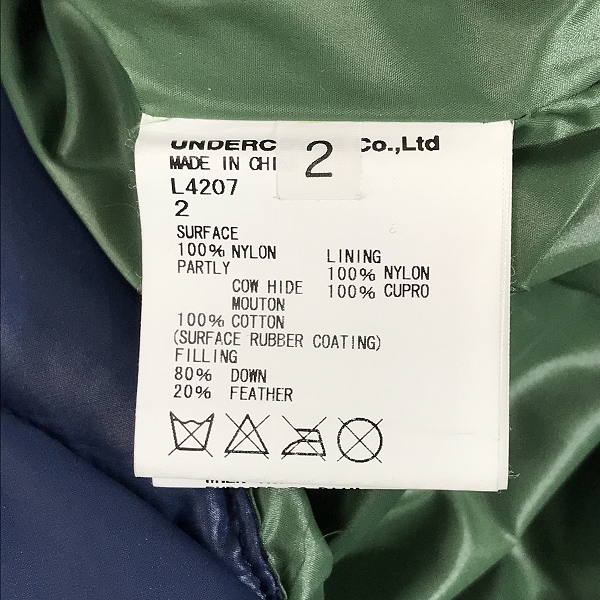 Co.,Ltd
MADE IN CHI
2
L4207
2
SURFACE
100% NYLON
PARTLY
COW HIDE
MOUTON
100% COTTON
(SURFACE RUBBER COATING)
FILLING
80% DOWN
20% FEATHER
LINING
100% NYLON
100% CUPRO